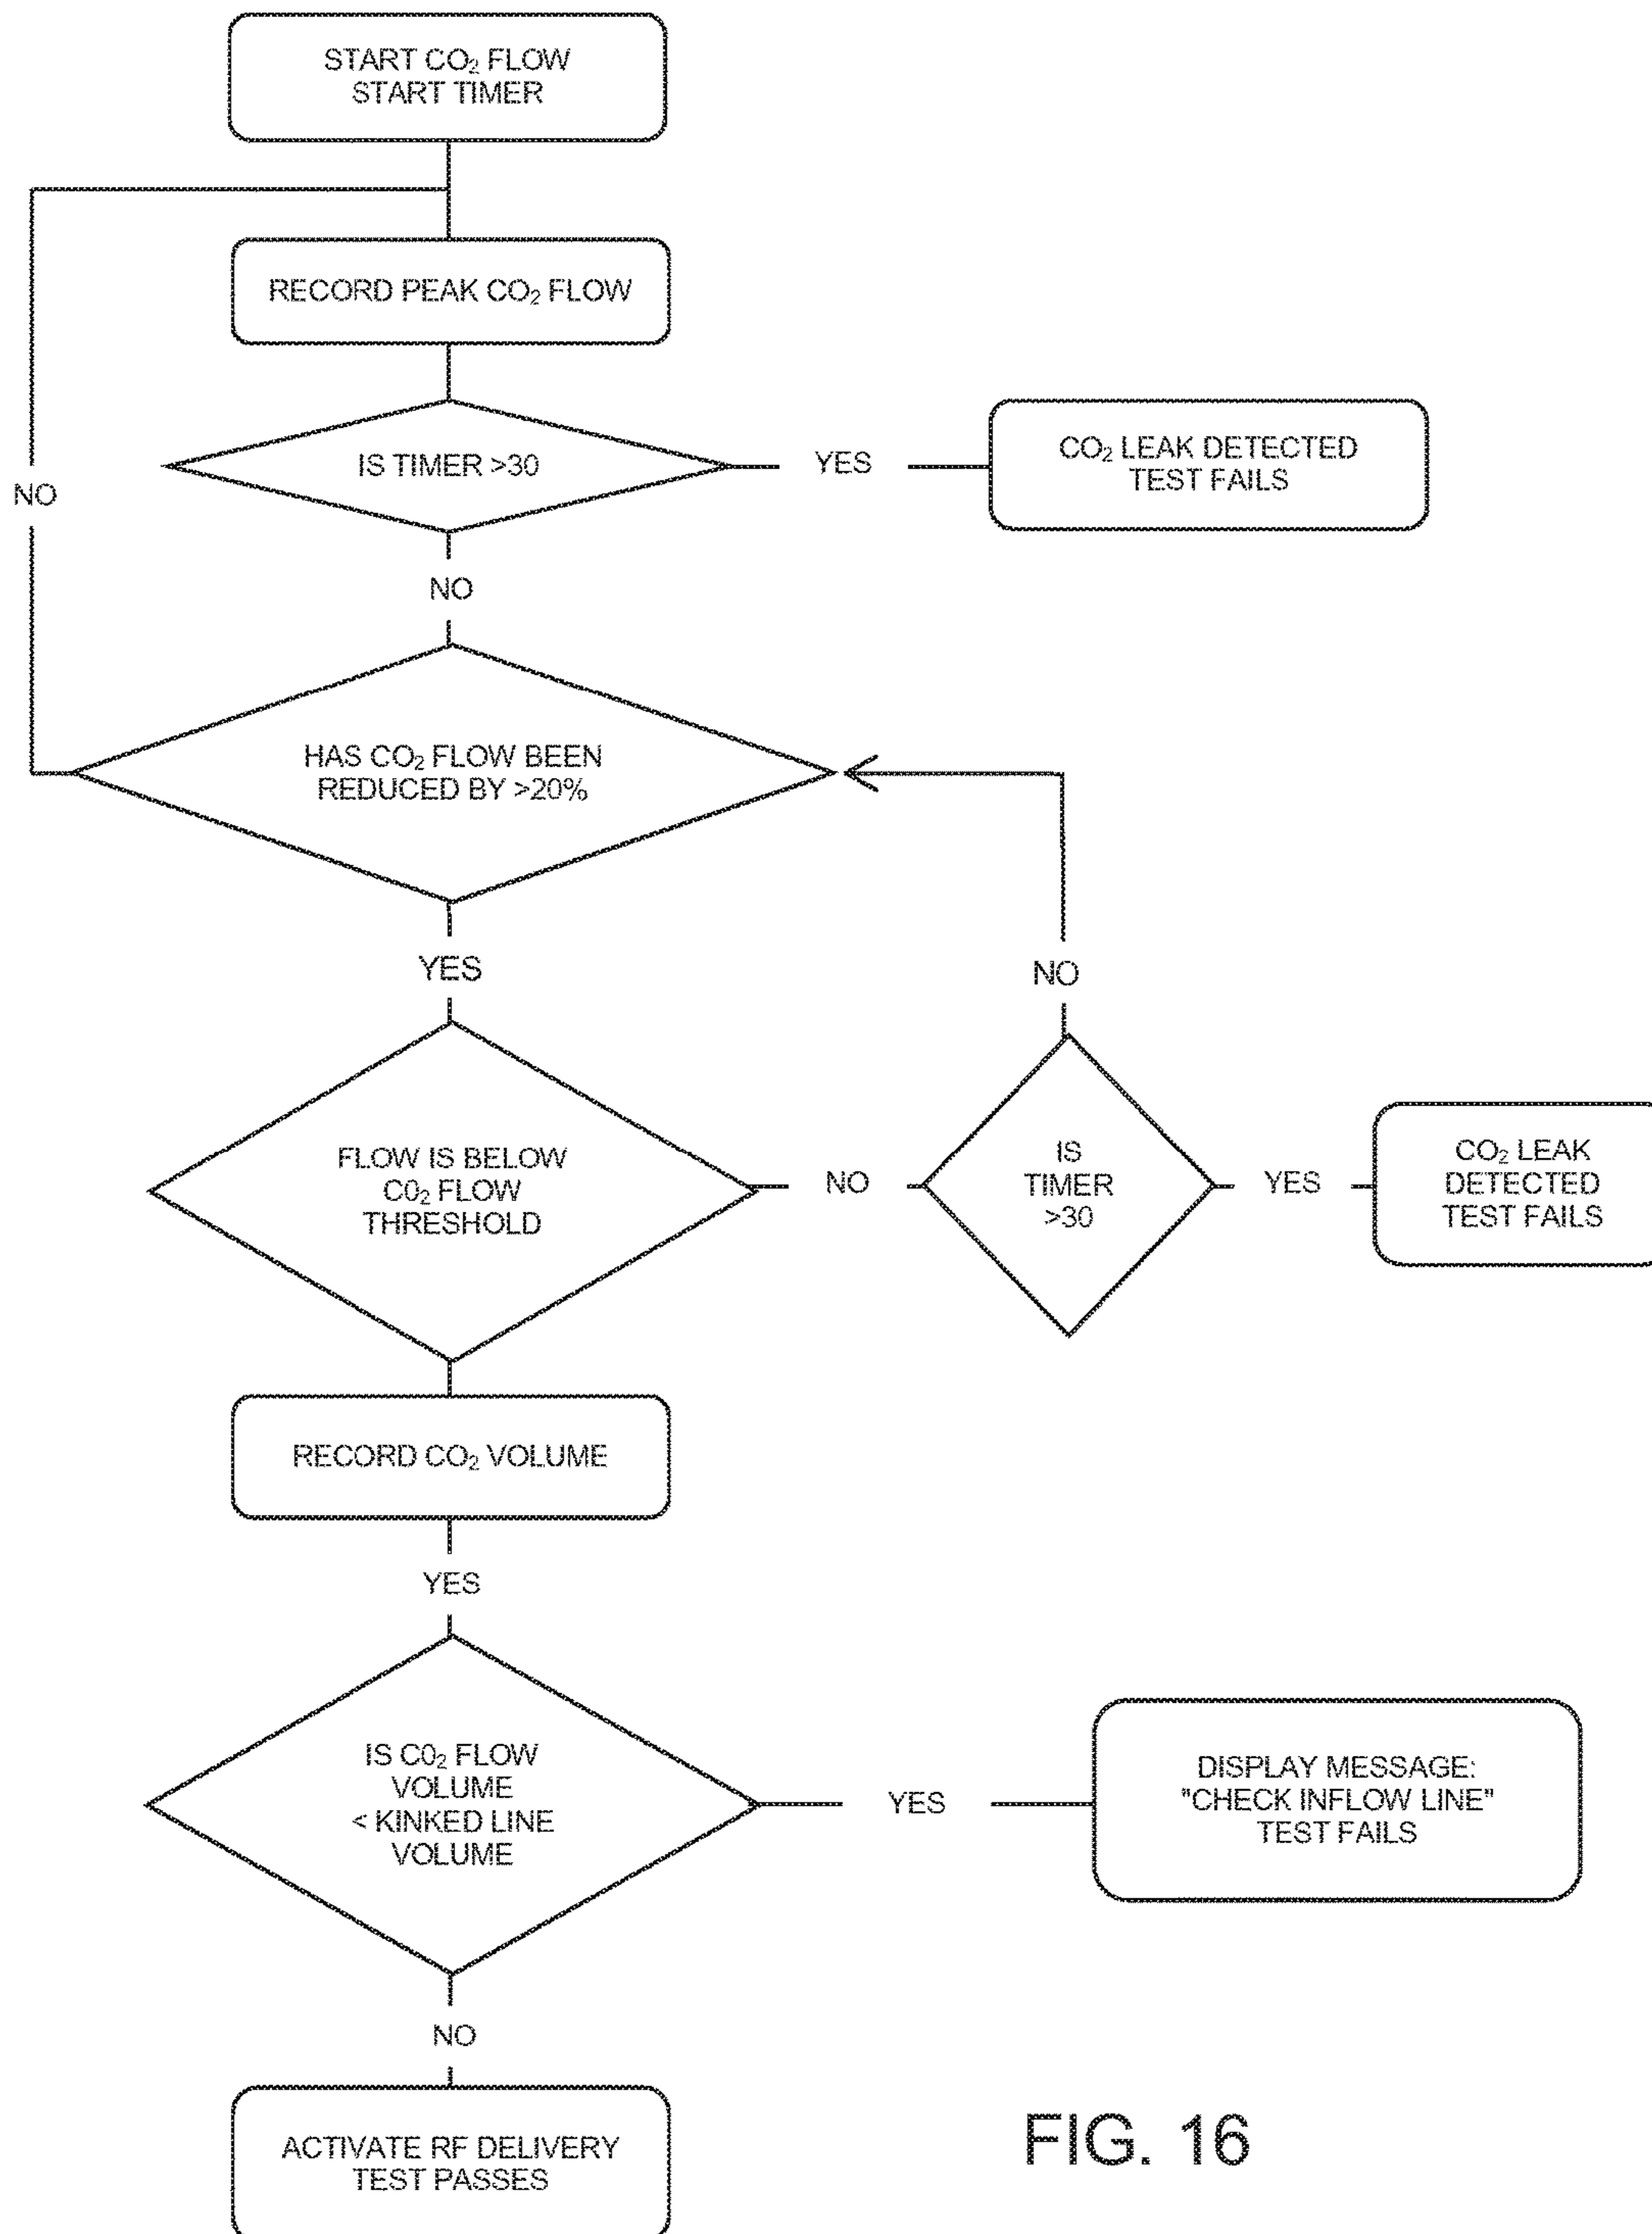 START CO₂ FLOW
START TIMER
RECORD PEAK CO₂ FLOW
IS TIMER >30
YES
CO₂ LEAK DETECTED
TEST FAILS
NO
NO
HAS CO₂ FLOW BEEN
REDUCED BY >20%
YES
NO
FLOW IS BELOW
C0₂ FLOW
THRESHOLD
NO
IS
TIMER
>30
YES
CO₂ LEAK
DETECTED
TEST FAILS
RECORD CO₂ VOLUME
YES
IS C0₂ FLOW
VOLUME
< KINKED LINE
VOLUME
YES
DISPLAY MESSAGE:
"CHECK INFLOW LINE"
TEST FAILS
NO
ACTIVATE RF DELIVERY
TEST PASSES
FIG. 16